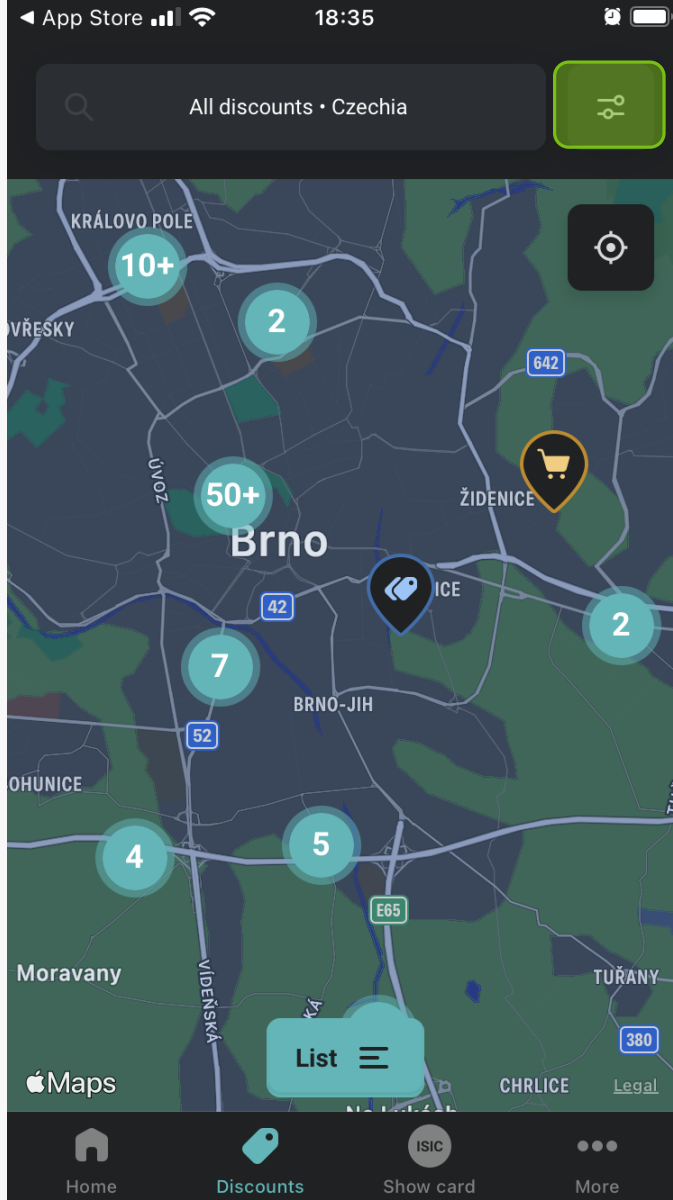 App Store
18:35
All discounts • Czechia
KRÁLOVO POLE
10+
2
OVŘESKY
642
ÚVOZ
50+
ŽIDENICE
Brno
ICE
42
2
7
BRNO-JIH
52
OHUNICE
4
5
E65
Moravany
VÍDEŇSKÁ
KÁ
TUŘANY
380
List
Maps
CHRLICE
Legal
ISIC
Home
Discounts
Show card
More